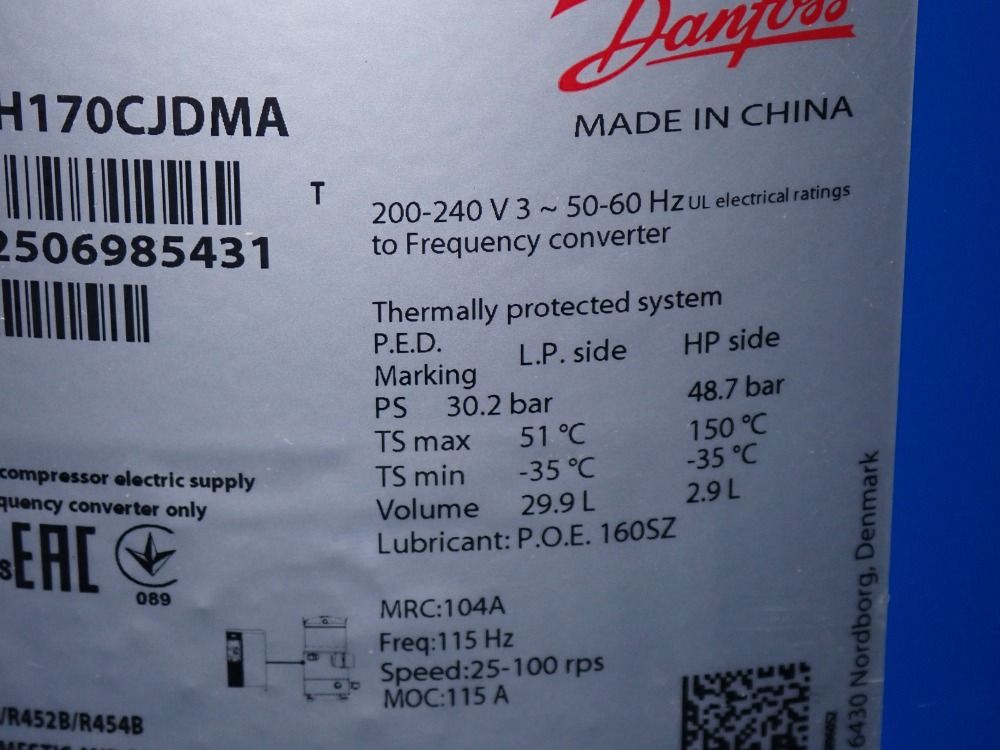 Danfoss
H170CJDMA
MADE IN CHINA
T
200-240 V 3 ~ 50-60 Hz UL electrical ratings
to Frequency converter
2506985431
Thermally protected system
P.E.D. L.P. side HP side
Marking
PS 30.2 bar 48.7 bar
TS max 51 °C 150 °C
TS min -35 °C -35 °C
Volume 29.9 L 2.9 L
Lubricant: P.O.E. 160SZ
compressor electric supply
quency converter only
EAC
089
MRC:104A
Freq:115 Hz
Speed:25-100 rps
MOC:115 A
/R452B/R454B
6430 Nordborg, Denmark